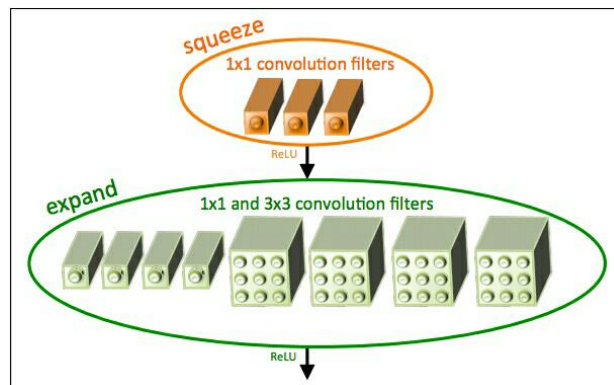 squeeze
1x1 convolution filters
ReLU
expand
1x1 and 3x3 convolution filters
ReLU